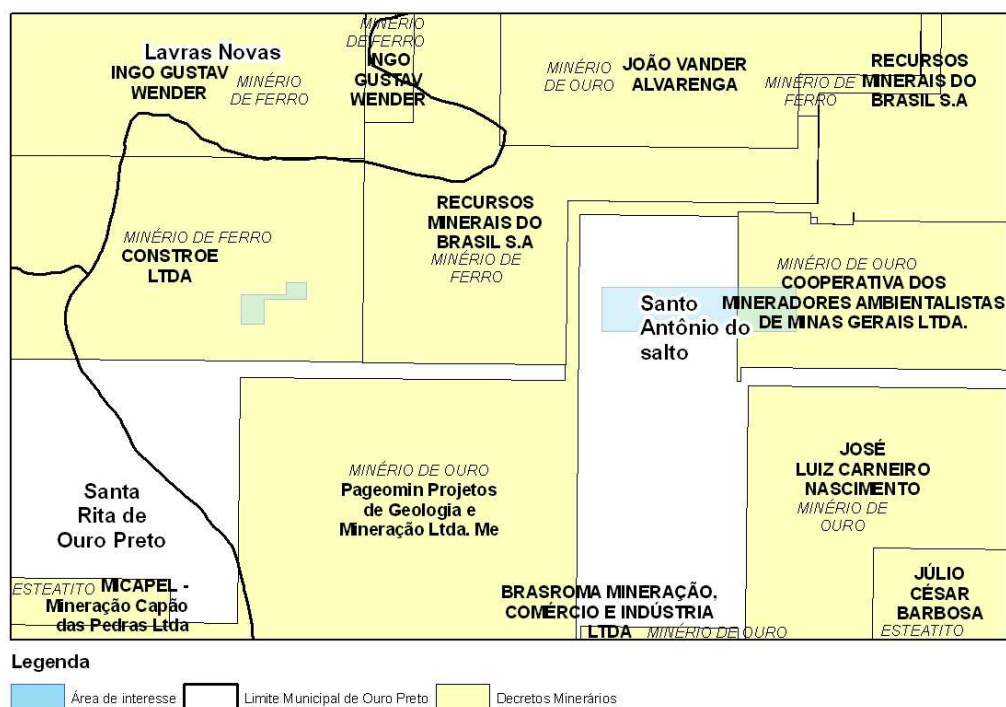 Lavras Novas
INGO GUSTAV
WENDER
MINÉRIO
DE FERRO
MINÉRIO
DE FERRO
INGO
GUSTAV
WENDER
MINÉRIO
DE OURO
JOÃO VANDER
ALVARENGA
MINÉRIO DE
FERRO
RECURSOS
MINERAIS DO
BRASIL S.A
MINÉRIO DE FERRO
CONSTROE
LTDA
RECURSOS
MINERAIS DO
BRASIL S.A
MINÉRIO DE
FERRO
MINÉRIO DE OURO
COOPERATIVA DOS
MINERADORES AMBIENTALISTAS
DE MINAS GERAIS LTDA.
Santo
Antônio do
salto
Santa
Rita de
Ouro Preto
MINÉRIO DE OURO
Pageomin Projetos
de Geologia e
Mineração Ltda. Me
JOSÉ
LUIZ CARNEIRO
NASCIMENTO
MINÉRIO DE
OURO
ESTEATITO MICAPEL -
Mineração Capão
das Pedras Ltda
BRASROMA MINERAÇÃO,
COMÉRCIO E INDÚSTRIA
LTDA MINÉRIO DE OURO
JÚLIO
CÉSAR
BARBOSA
ESTEATITO
Legenda
Área de interesse
Limite Municipal de Ouro Preto
Decretos Minerários